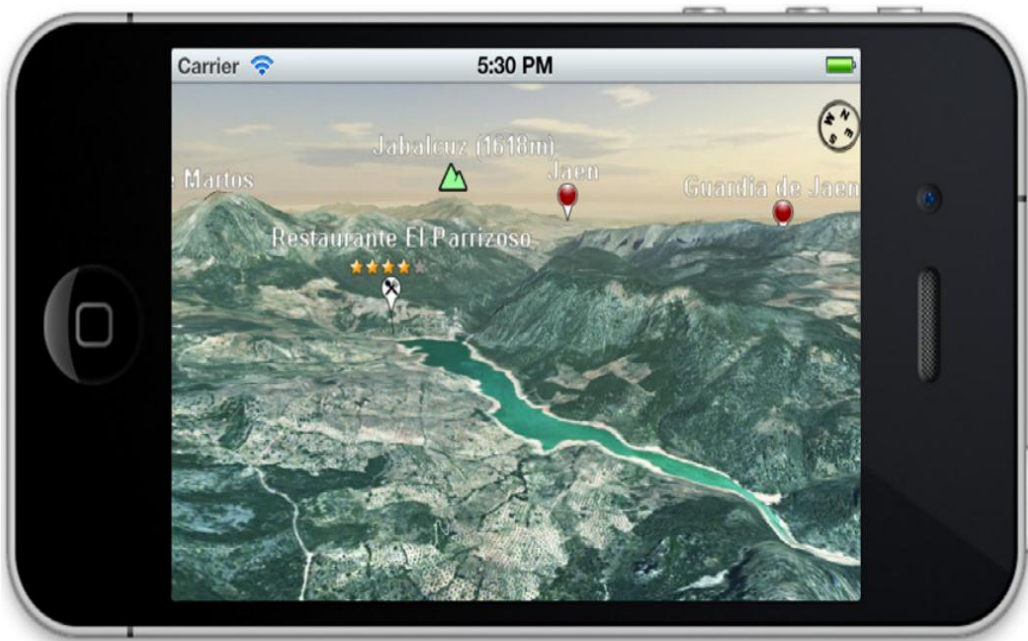 Carrier 5:30 PM
N
W
E
S
Jabalcuz (1618m)
Jaen
e Martos
Guardia de Jaen
Restaurante El Parrizoso